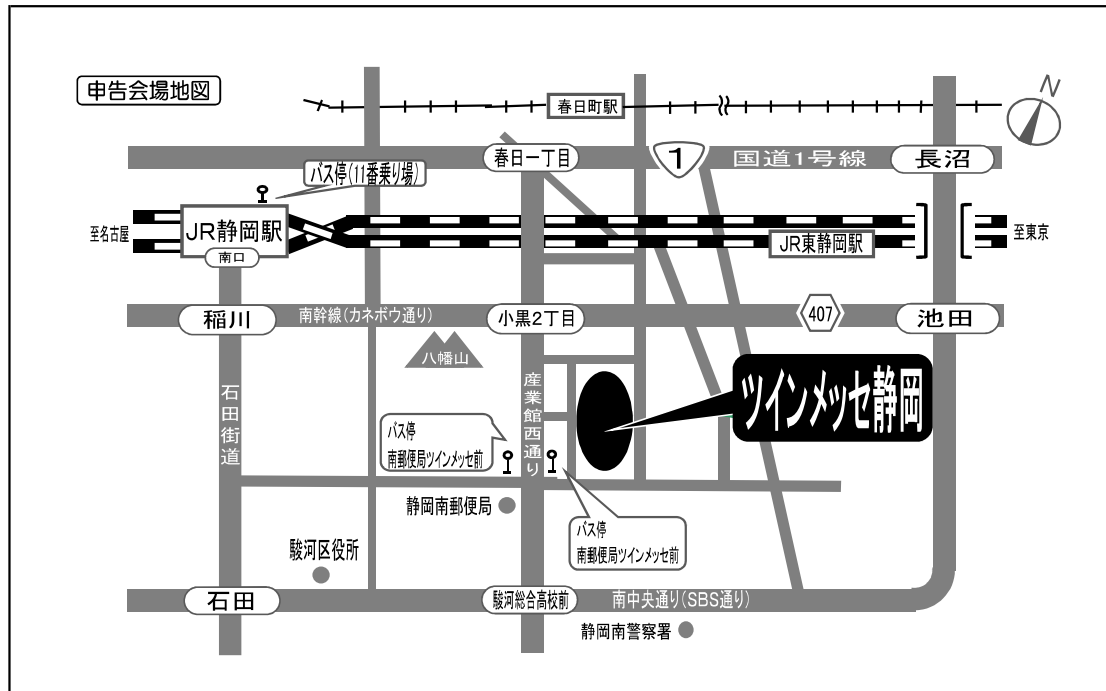 申告会場地図
N
春日町駅
バス停(11番乗り場)
春日一丁目
1
国道1号線
長沼
至名古屋
JR静岡駅
南口
JR東静岡駅
至東京
稲川
南幹線(カネボウ通り)
小黒2丁目
407
池田
八幡山
石田街道
産業館西通り
ツインメッセ静岡
バス停
南郵便局ツインメッセ前
静岡南郵便局
バス停
南郵便局ツインメッセ前
駿河区役所
石田
駿河総合高校前
南中央通り(SBS通り)
静岡南警察署